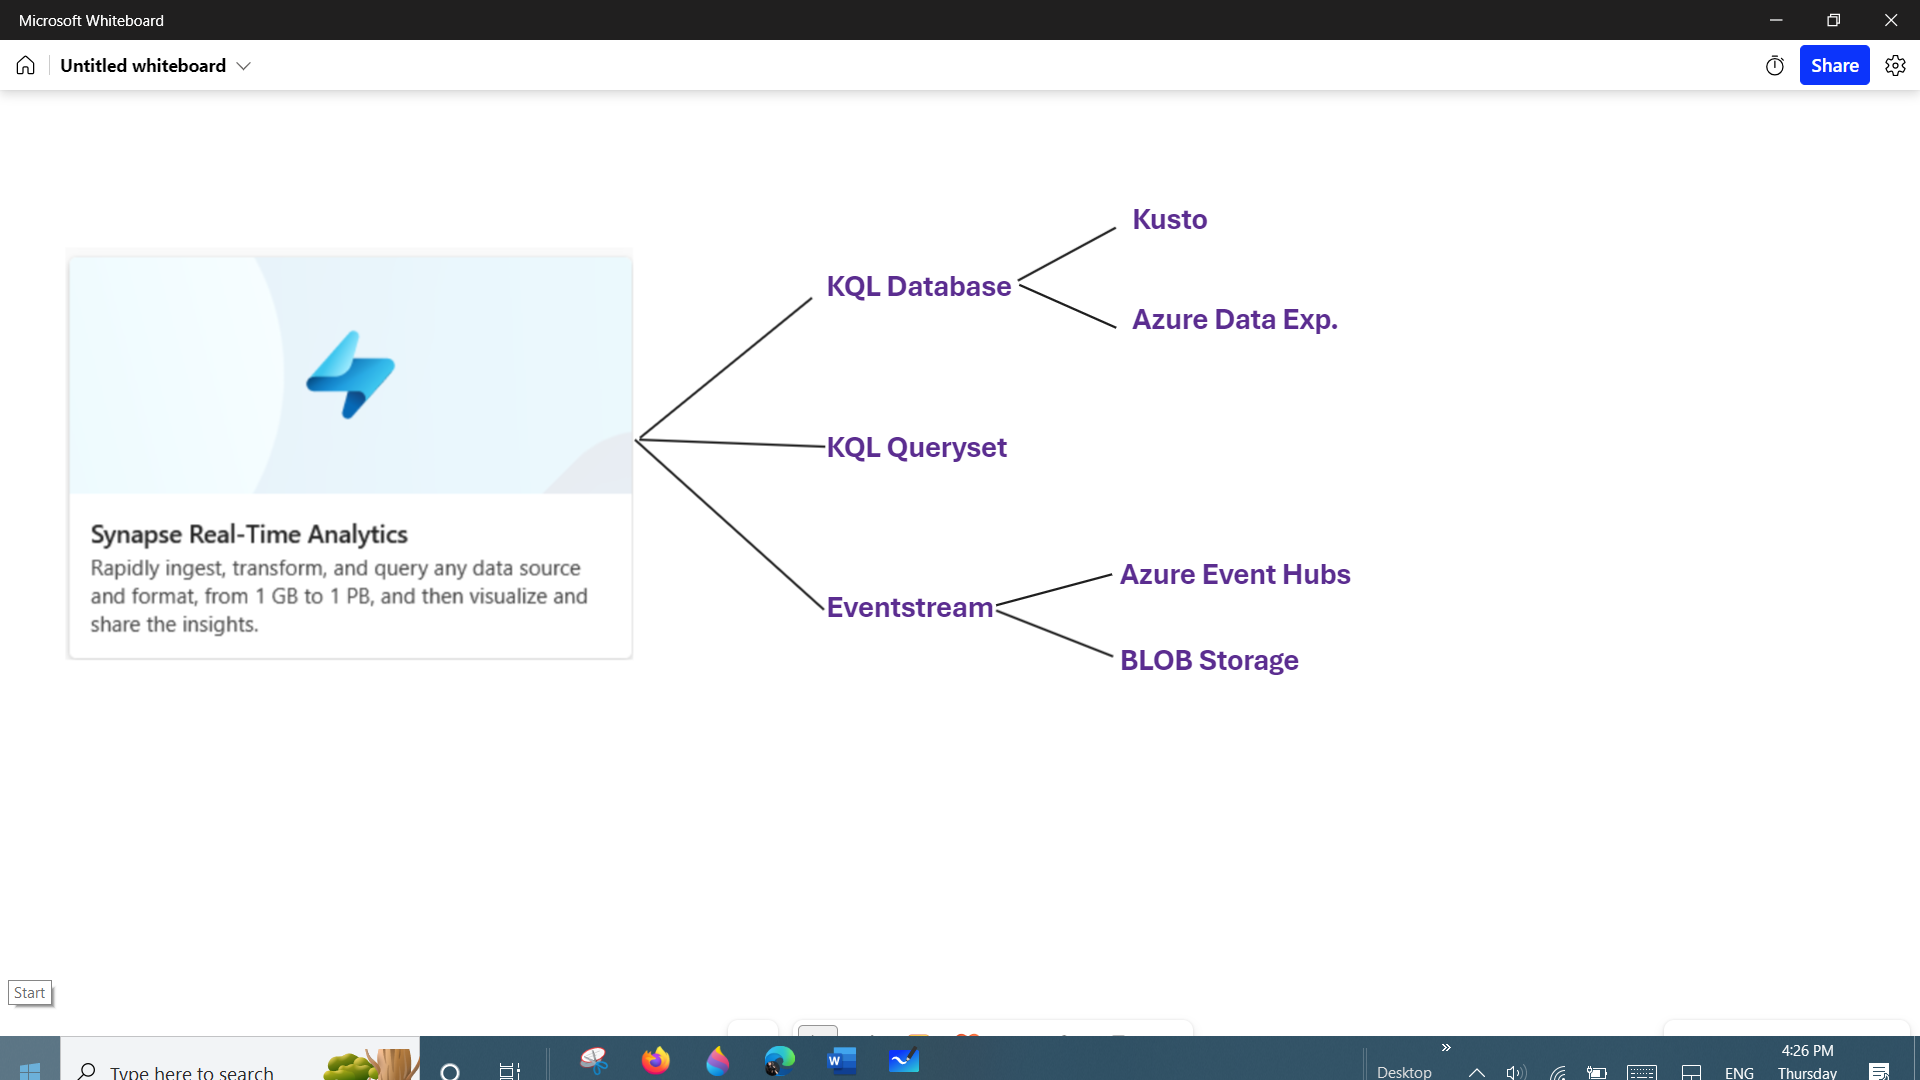 Microsoft Whiteboard
Untitled whiteboard
Share
Kusto
KQL Database
Azure Data Exp.
KQL Queryset
Synapse Real-Time Analytics
Rapidly ingest, transform, and query any data source
and format, from 1 GB to 1 PB, and then visualize and
share the insights.
Azure Event Hubs
Eventstream
BLOB Storage
Start
Type here to search
Desktop
ENG
4:26 PM
Thursday